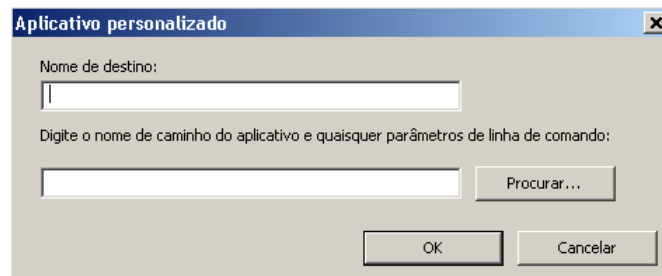 Aplicativo personalizado
Nome de destino:
Digite o nome de caminho do aplicativo e quaisquer parâmetros de linha de comando:
Procurar...
OK
Cancelar